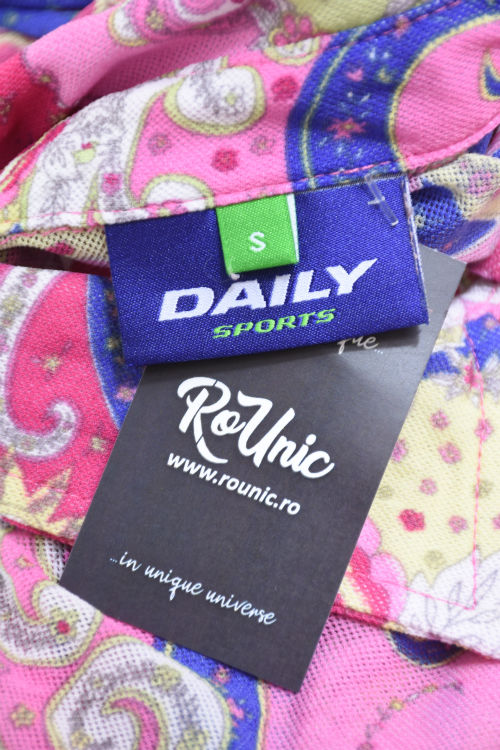 S
DAILY
SPORTS
RoUnic
www.rounic.ro
...in unique universe